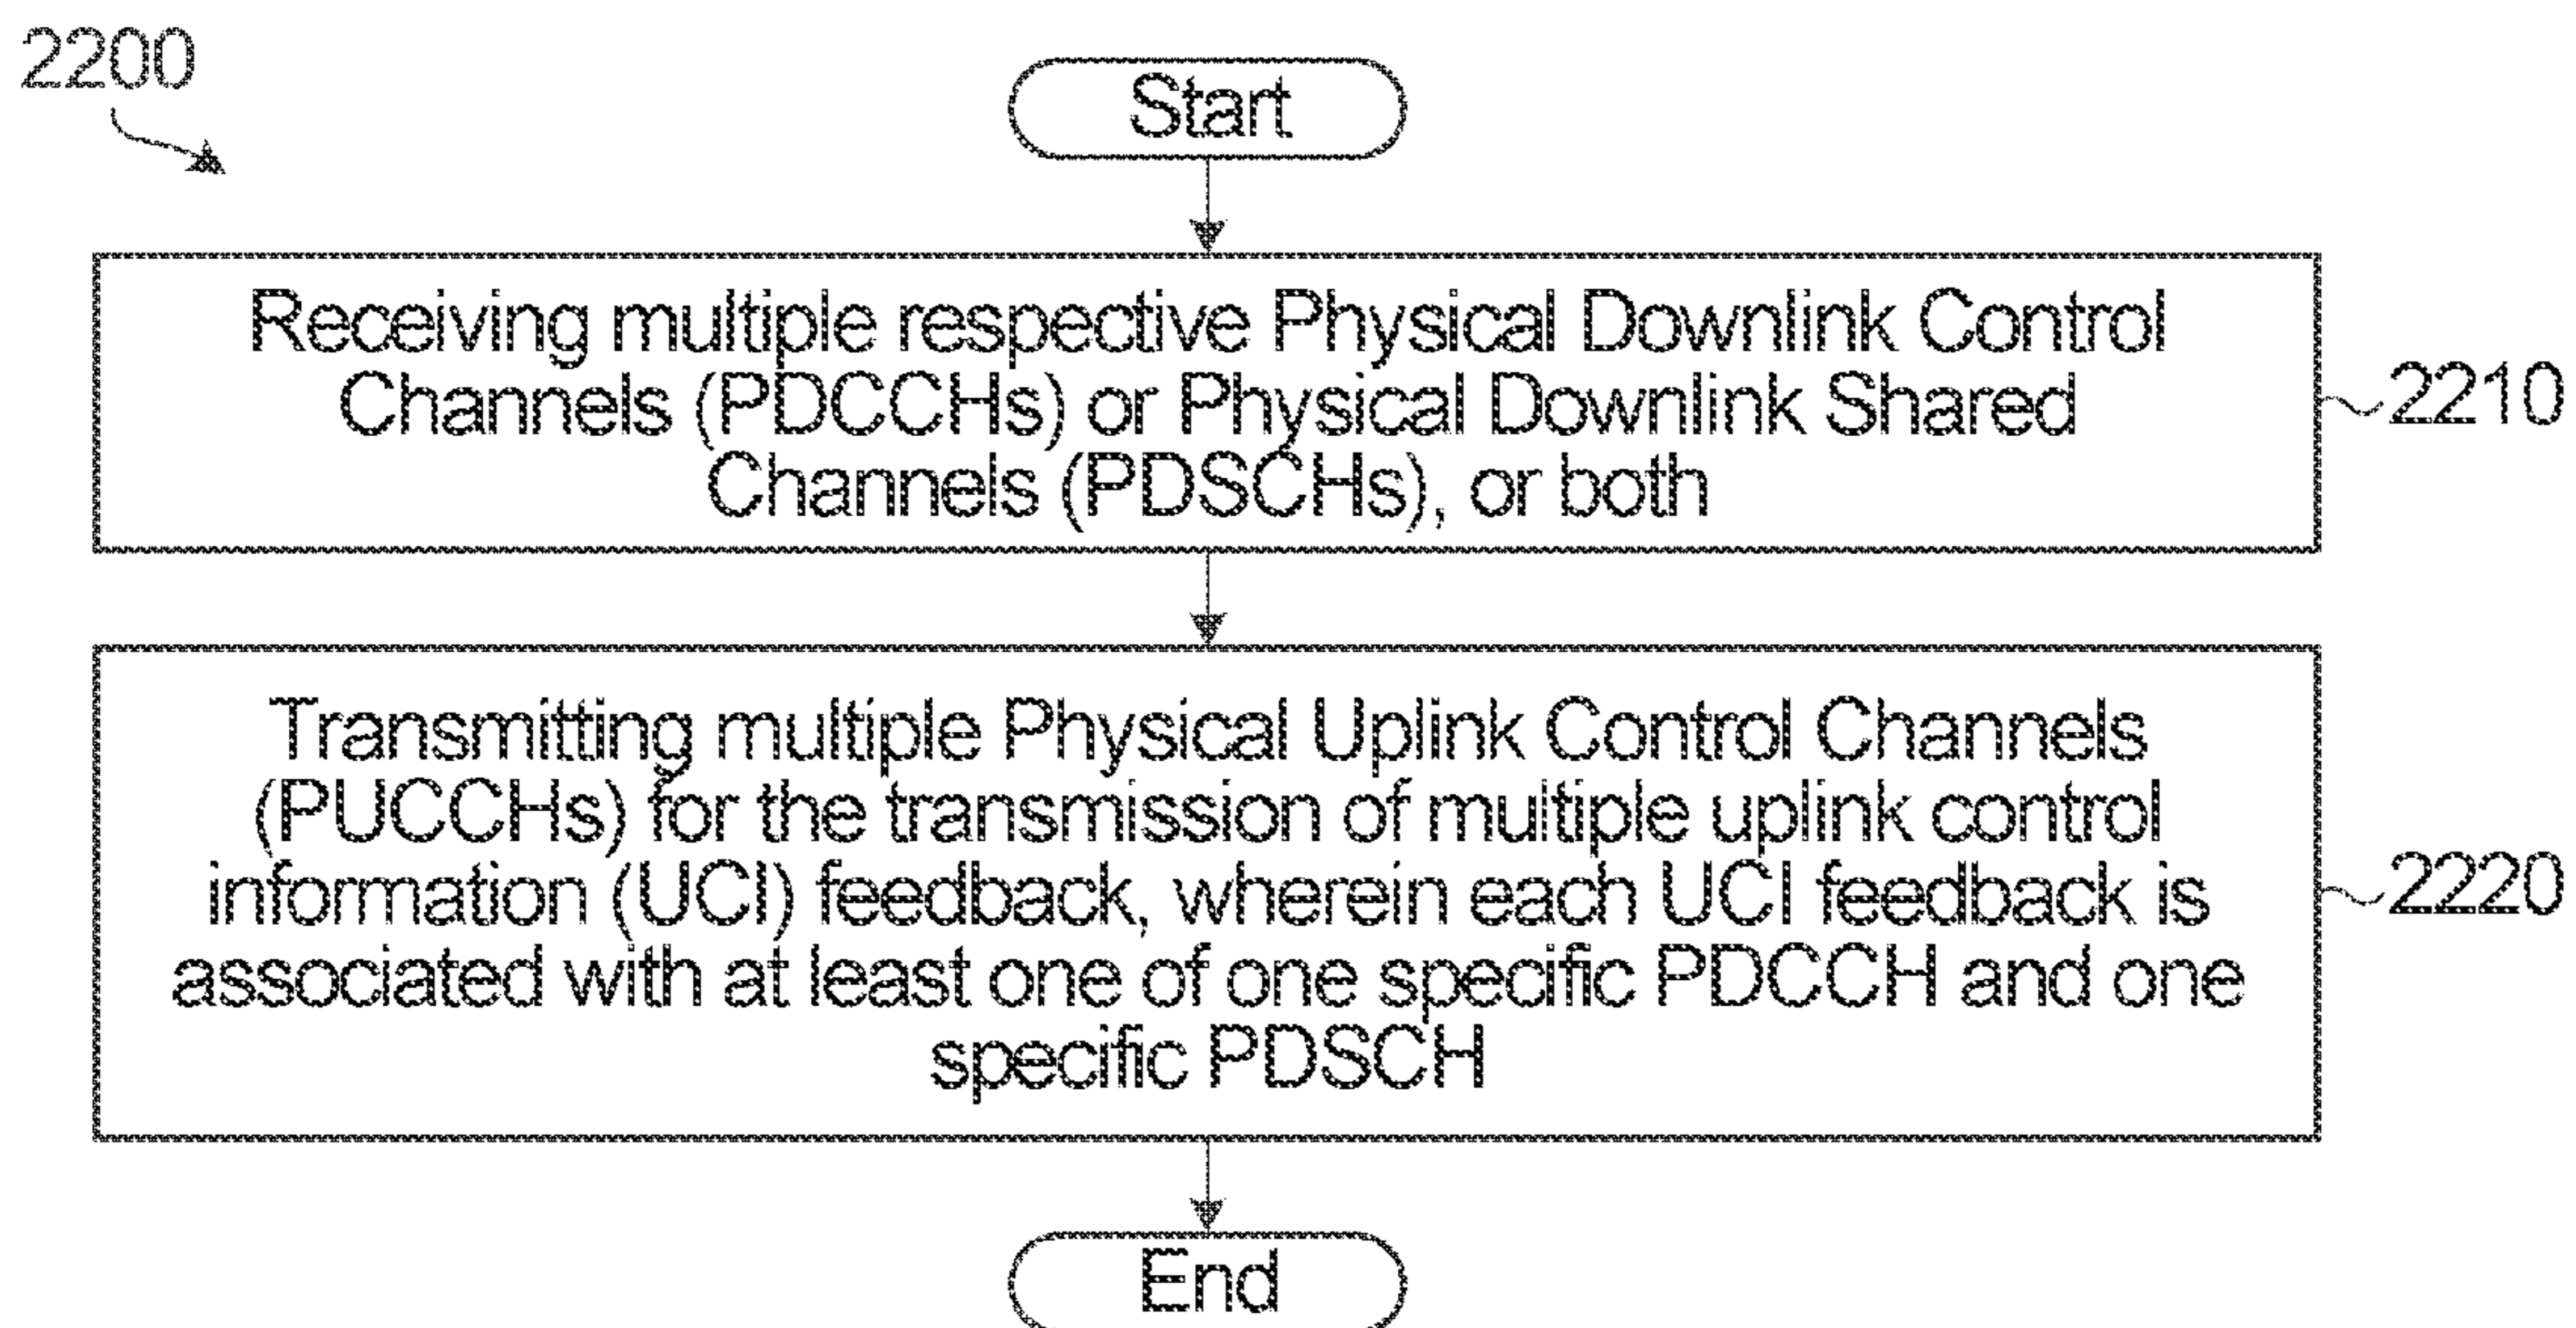 2200
Start
Receiving multiple respective Physical Downlink Control
Channels (PDCCHs) or Physical Downlink Shared
Channels (PDSCHs), or both
2210
Transmitting multiple Physical Uplink Control Channels
(PUCCHs) for the transmission of multiple uplink control
information (UCI) feedback, wherein each UCI feedback is
associated with at least one of one specific PDCCH and one
specific PDSCH
2220
End